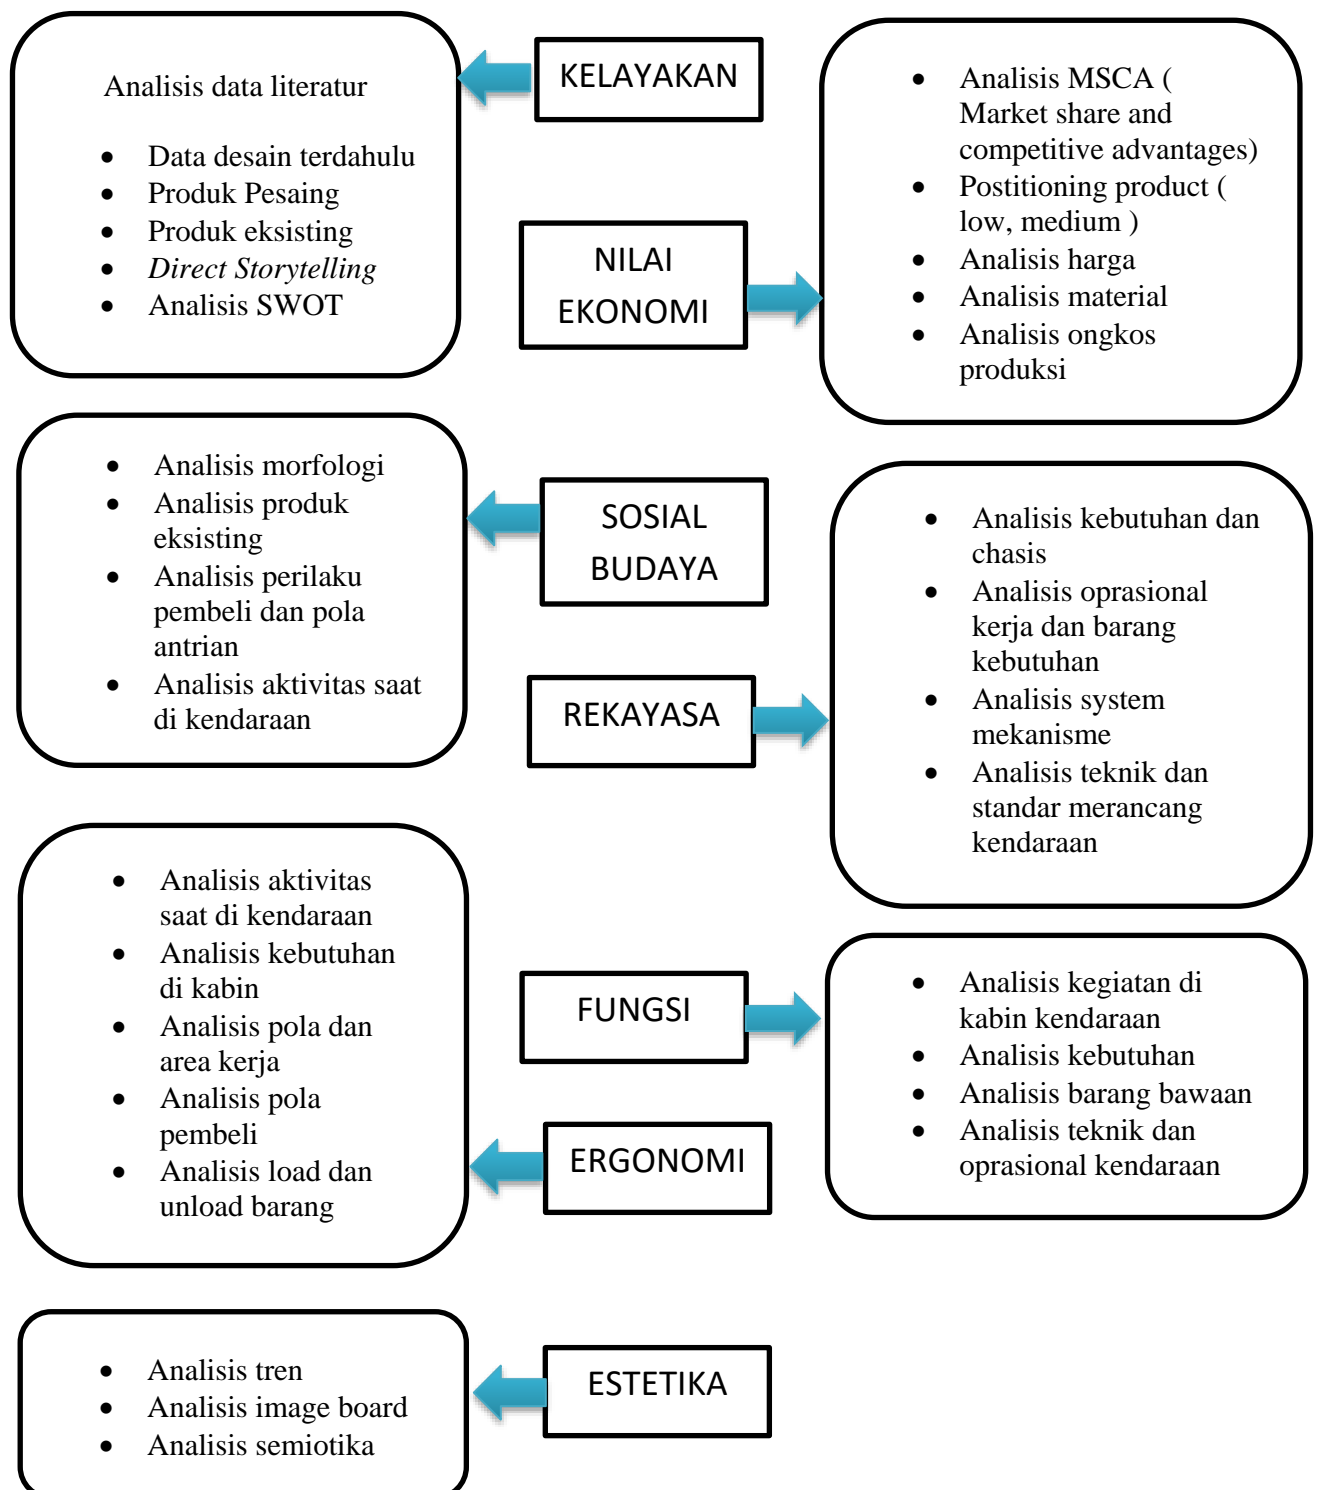 KELAYAKAN
Analisis data literatur
• Data desain terdahulu
• Produk Pesaing
• Produk eksisting
• Direct Storytelling
• Analisis SWOT
NILAI
EKONOMI
• Analisis MSCA (
Market share and
competitive advantages)
• Postitioning product (
low, medium )
• Analisis harga
• Analisis material
• Analisis ongkos
produksi
SOSIAL
BUDAYA
• Analisis morfologi
• Analisis produk
eksisting
• Analisis perilaku
pembeli dan pola
antrian
• Analisis aktivitas saat
di kendaraan
REKAYASA
• Analisis kebutuhan dan
chasis
• Analisis oprasional
kerja dan barang
kebutuhan
• Analisis system
mekanisme
• Analisis teknik dan
standar merancang
kendaraan
FUNGSI
• Analisis kegiatan di
kabin kendaraan
• Analisis kebutuhan
• Analisis barang bawaan
• Analisis teknik dan
oprasional kendaraan
ERGONOMI
• Analisis aktivitas
saat di kendaraan
• Analisis kebutuhan
di kabin
• Analisis pola dan
area kerja
• Analisis pola
pembeli
• Analisis load dan
unload barang
ESTETIKA
• Analisis tren
• Analisis image board
• Analisis semiotika